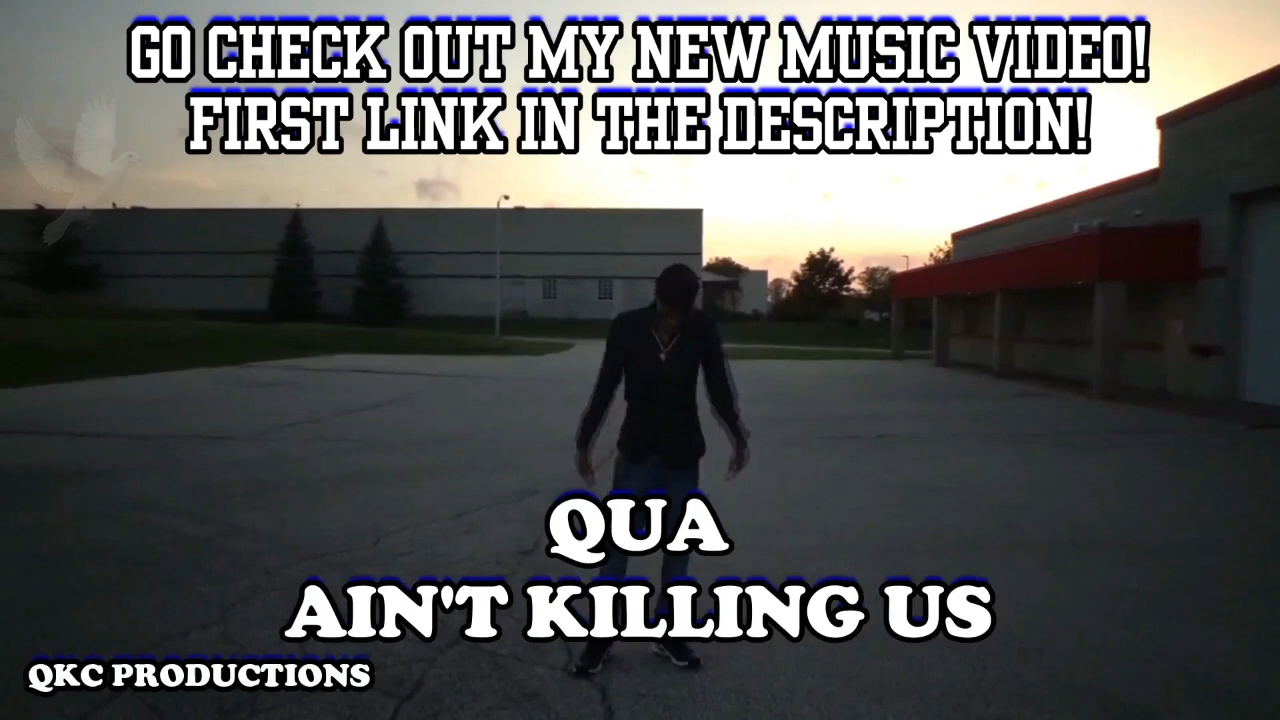 GO CHECK OUT MY NEW MUSIC VIDEO!
FIRST LINK IN THE DESCRIPTION!
QUA
AIN'T KILLING US
QKC PRODUCTIONS